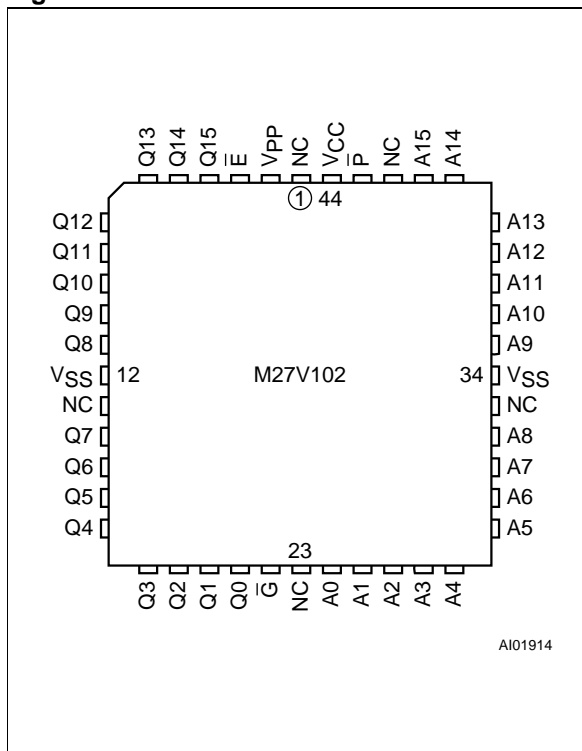 Q13
Q14
Q15
E̅
VPP
NC
VCC
P̅
NC
A15
A14
① 44
Q12
Q11
Q10
Q9
Q8
VSS 12
NC
Q7
Q6
Q5
Q4
M27V102
A13
A12
A11
A10
A9
34 VSS
NC
A8
A7
A6
A5
23
Q3
Q2
Q1
Q0
G̅
NC
A0
A1
A2
A3
A4
AI01914